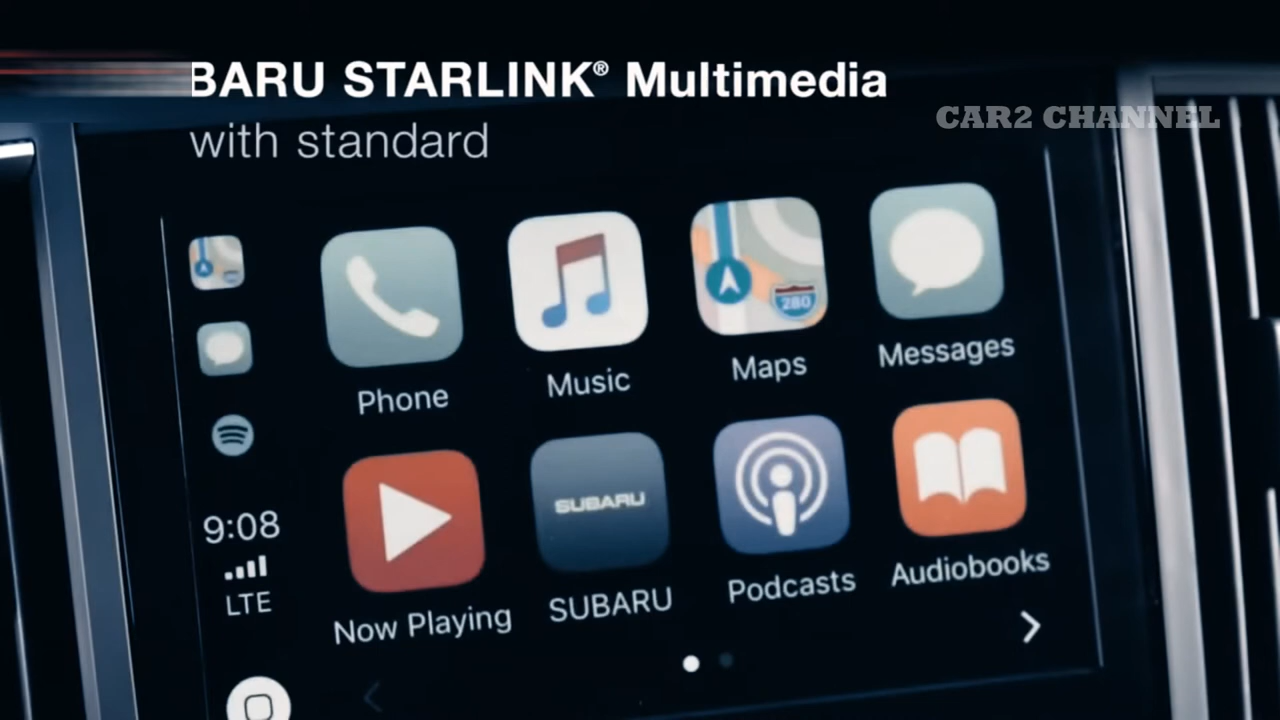 BARU STARLINK® Multimedia
with standard
CAR2 CHANNEL
Phone
Music
Maps
280
Messages
9:08
LTE
Now Playing
SUBARU
SUBARU
Podcasts
Audiobooks